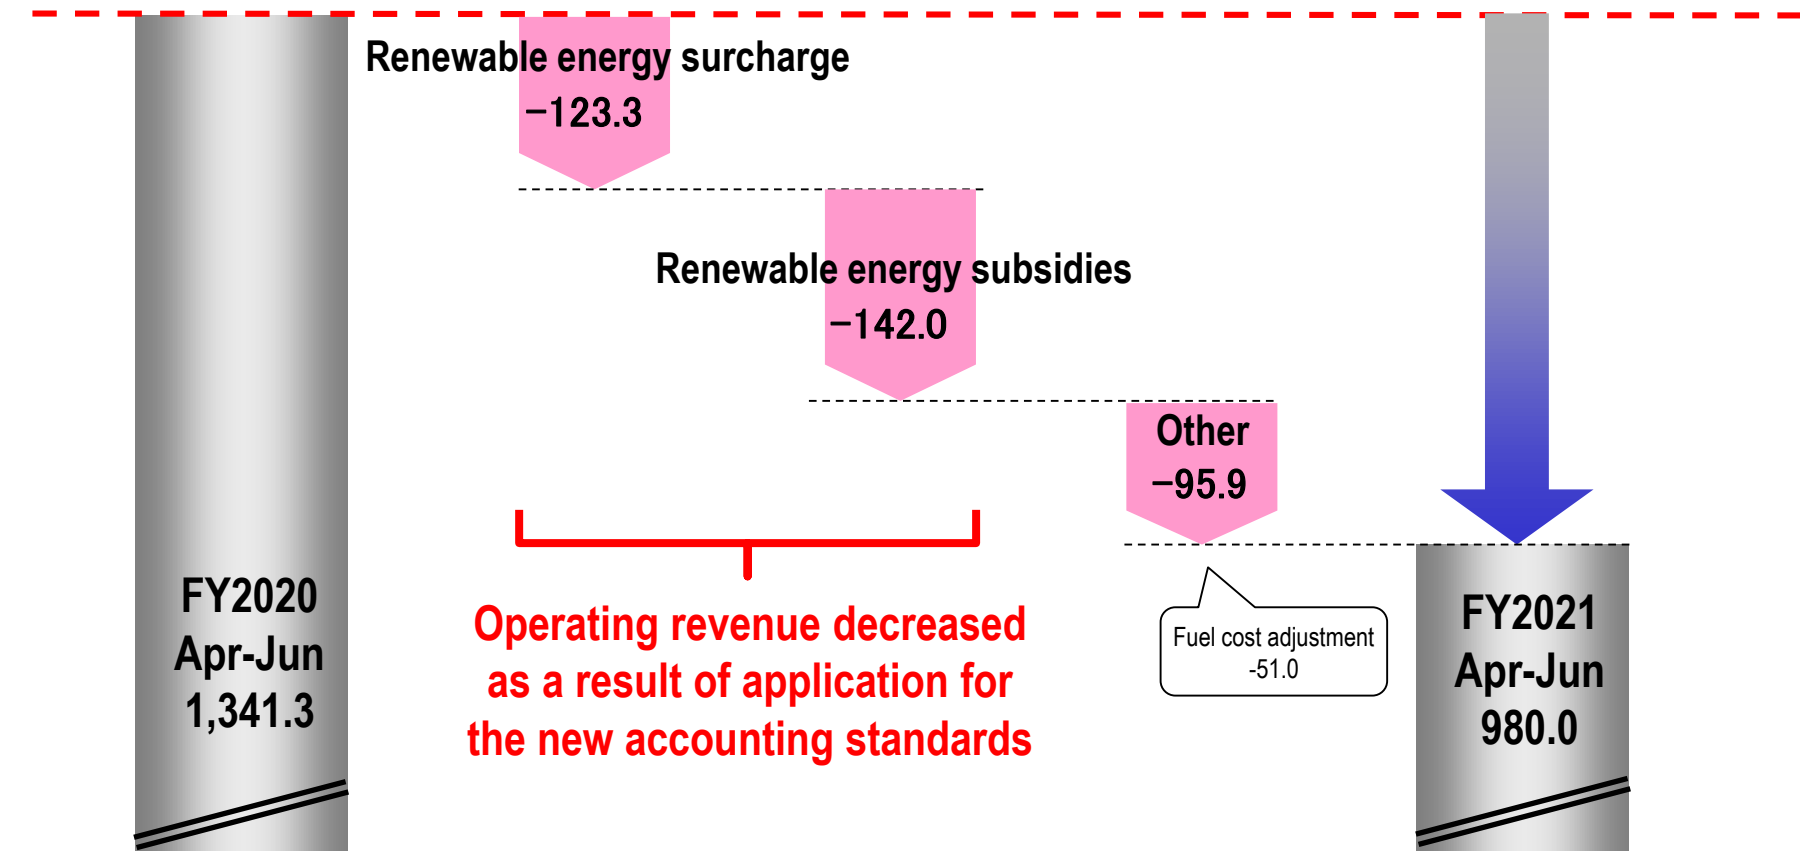 Renewable energy surcharge
−123.3
Renewable energy subsidies
−142.0
Other
−95.9
FY2020
Apr-Jun
1,341.3
Operating revenue decreased
as a result of application for
the new accounting standards
Fuel cost adjustment
-51.0
FY2021
Apr-Jun
980.0